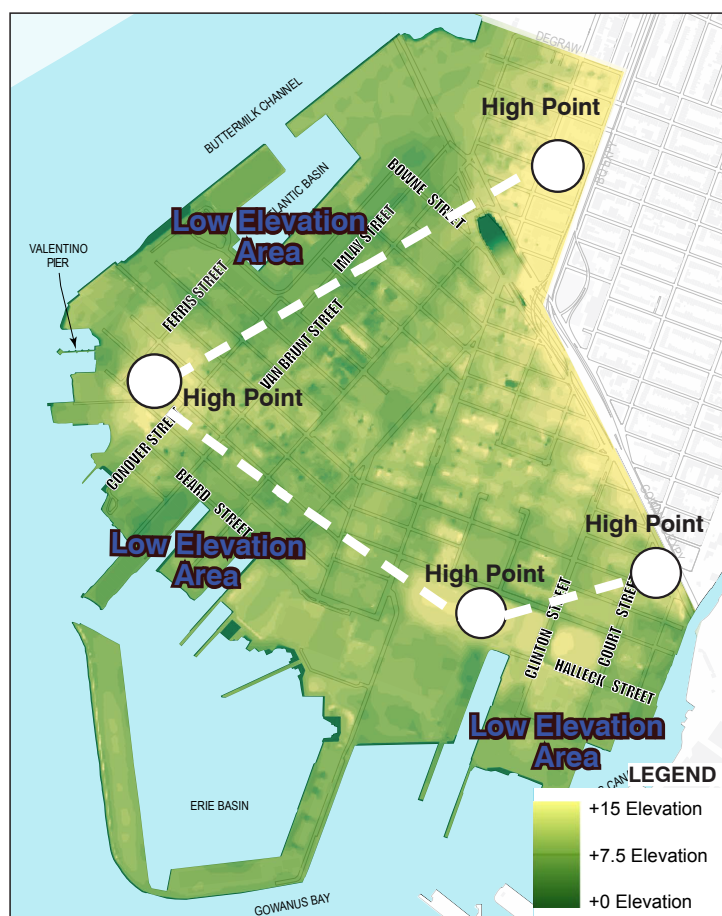 DEGRAW
High Point
BUTTERMILK CHANNEL
BOWNE STREET
Low Elevation
Area
IMLAY STREET
VALENTINO
PIER
FERRIS STREET
VAN BRUNT STREET
High Point
CONOVER STREET
BEARD STREET
High Point
Low Elevation
Area
High Point
CLINTON STREET
COURT STREET
HALLECK STREET
Low Elevation
Area
LEGEND
ERIE BASIN
+15 Elevation
+7.5 Elevation
+0 Elevation
GOWANUS BAY